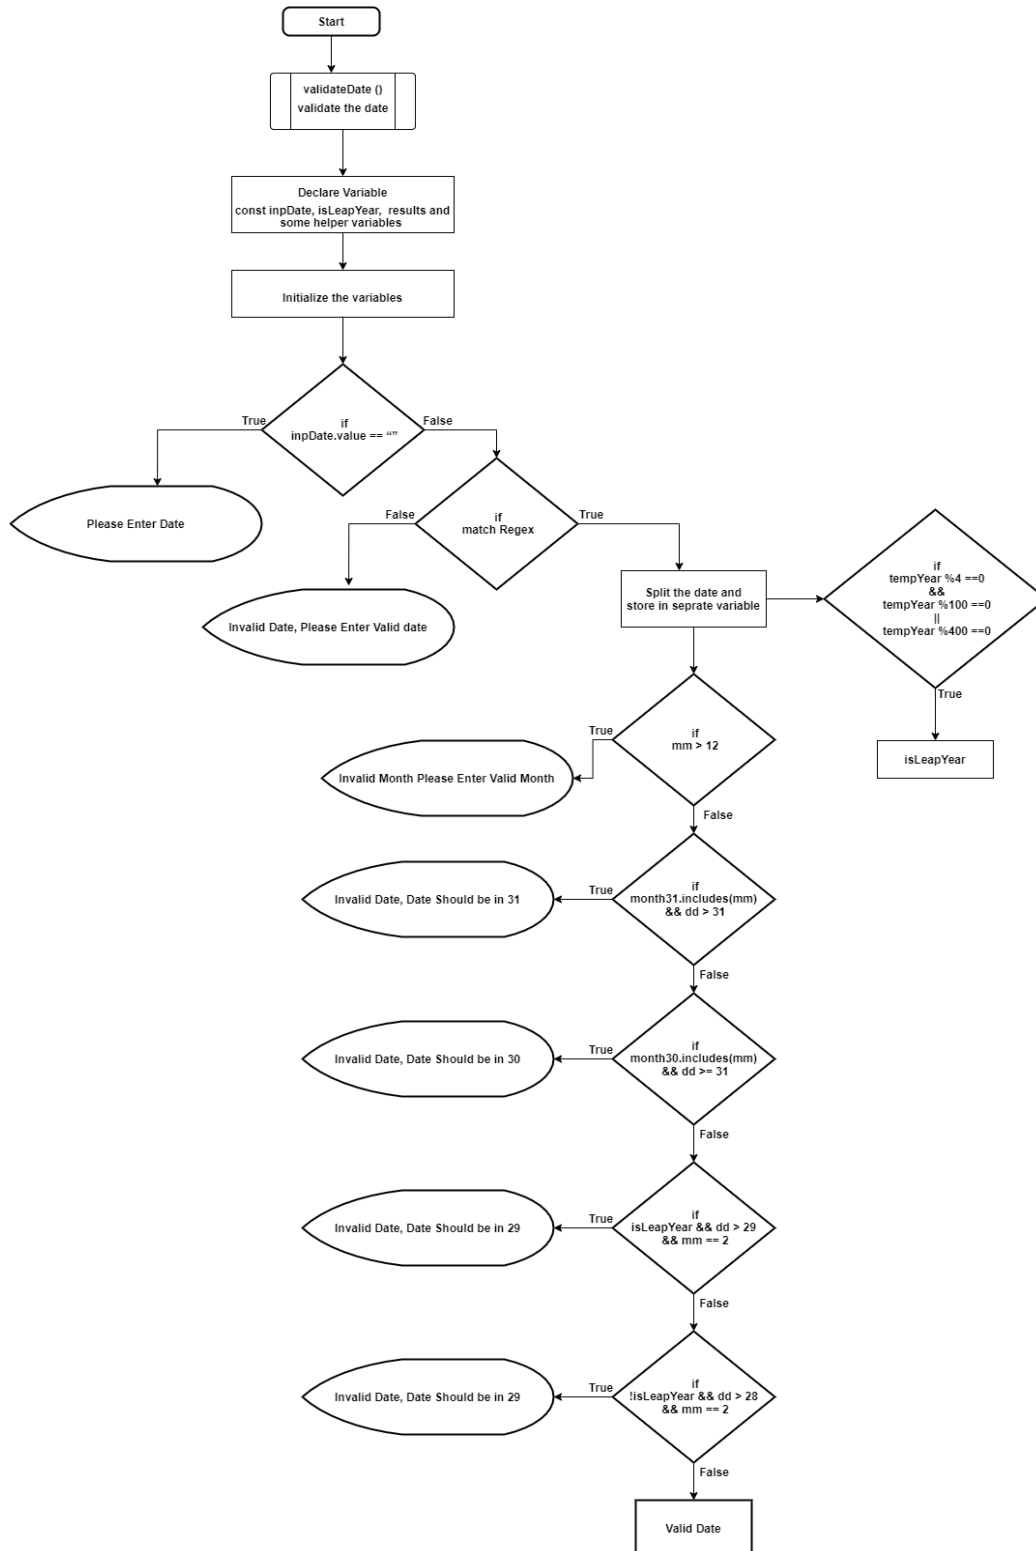 Start
validateDate ()
validate the date
Declare Variable
const inpDate, isLeapYear,  results and
some helper variables
Initialize the variables
if
inpDate.value == “”
True
False
Please Enter Date
if
match Regex
False
True
Invalid Date, Please Enter Valid date
Split the date and
store in seprate variable
if
tempYear %4 ==0
&&
tempYear %100 ==0
||
tempYear %400 ==0
True
isLeapYear
if
mm > 12
True
Invalid Month Please Enter Valid Month
False
if
month31.includes(mm)
&& dd > 31
True
Invalid Date, Date Should be in 31
False
if
month30.includes(mm)
&& dd >= 31
True
Invalid Date, Date Should be in 30
False
if
isLeapYear && dd > 29
&& mm == 2
True
Invalid Date, Date Should be in 29
False
if
!isLeapYear && dd > 28
&& mm == 2
True
Invalid Date, Date Should be in 29
False
Valid Date